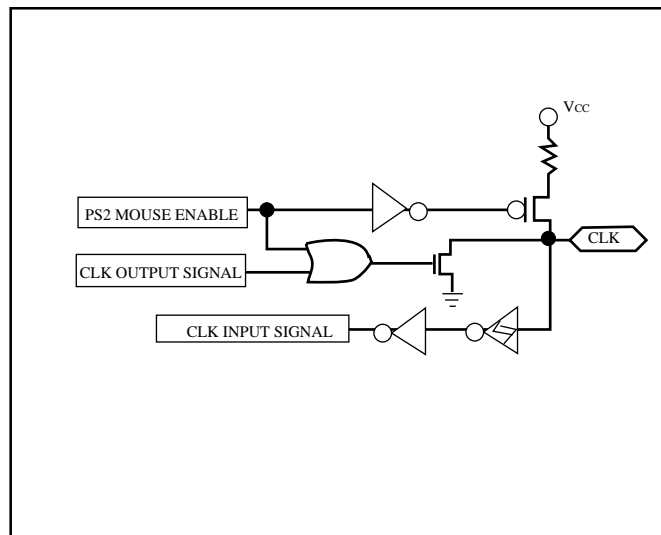 VCC
PS2 MOUSE ENABLE
CLK
CLK OUTPUT SIGNAL
CLK INPUT SIGNAL